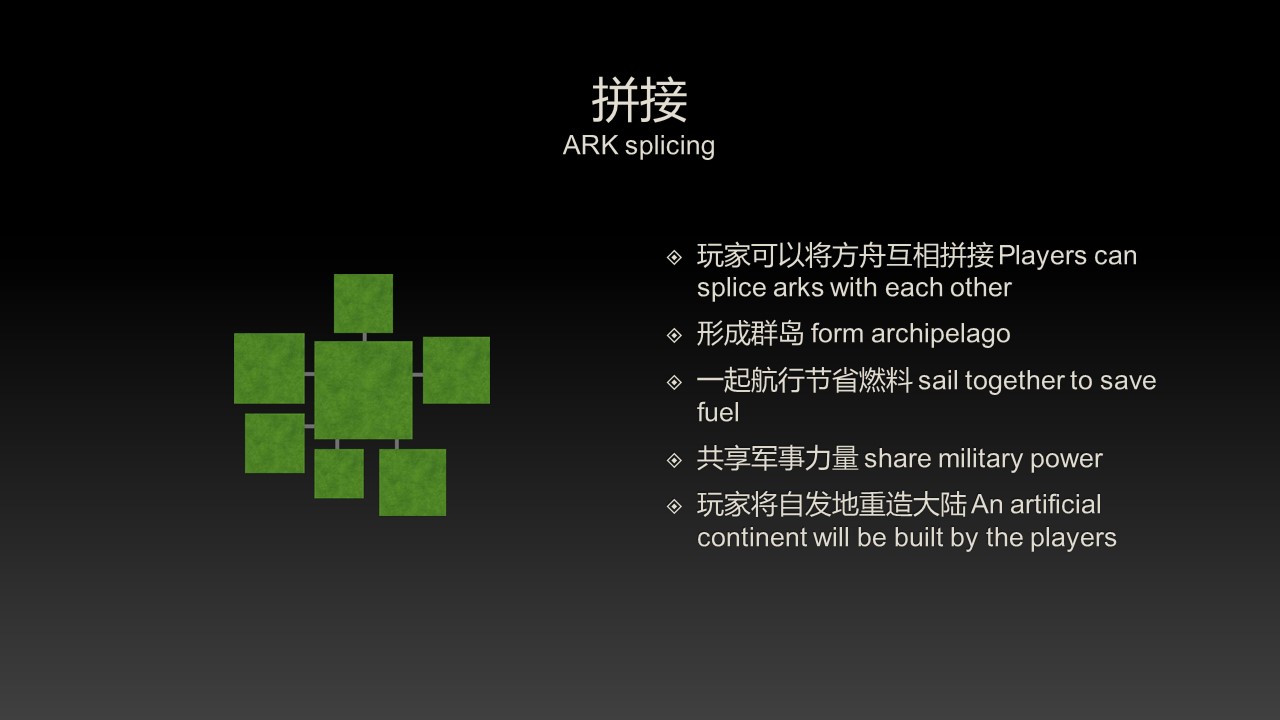 拼接
ARK splicing
玩家可以将方舟互相拼接 Players can
splice arks with each other
形成群岛 form archipelago
一起航行节省燃料 sail together to save
fuel
共享军事力量 share military power
玩家将自发地重造大陆 An artificial
continent will be built by the players